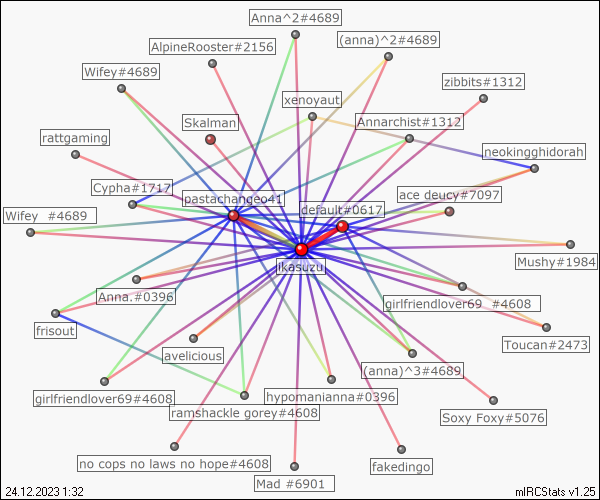 Anna^2#4689
(anna)^2#4689
AlpineRooster#2156
Wifey#4689
zibbits#1312
xenoyaut
Skalman
Annarchist#1312
rattgaming
neokingghidorah
Cypha#1717
ace deucy#7097
pastachangeo41
default#0617
Wifey #4689
Mushy#1984
ikasuzu
Anna.#0396
girlfriendlover69_ #4608
frisout
Toucan#2473
avelicious
(anna)^3#4689
girlfriendlover69#4608
hypomanianna#0396
ramshackle gorey#4608
Soxy Foxy#5076
no cops no laws no hope#4608
fakedingo
Mad #6901
24.12.2023 1:32
mIRCStats v1.25